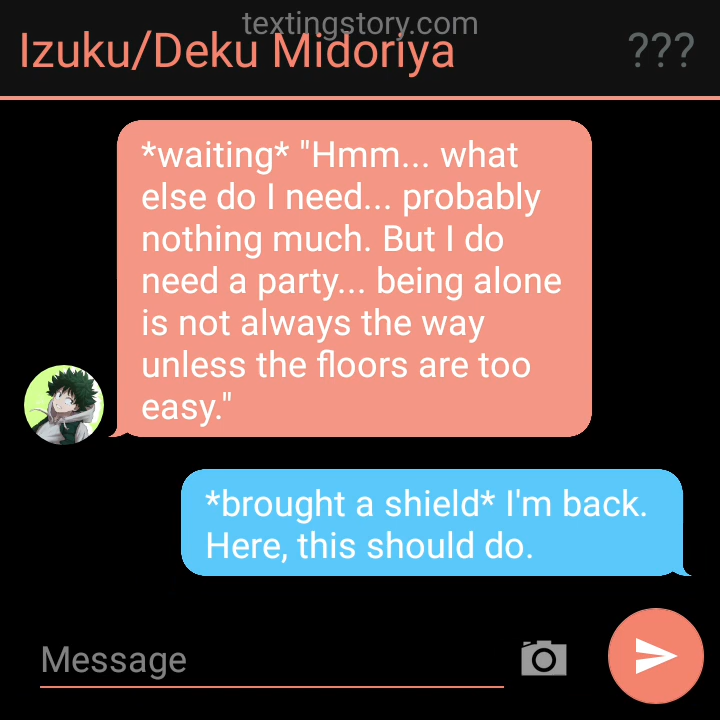 textingstory.com
Izuku/Deku Midoriya
???
*waiting* "Hmm... what
else do I need... probably
nothing much. But I do
need a party... being alone
is not always the way
unless the floors are too
easy."
*brought a shield* I'm back.
Here, this should do.
Message